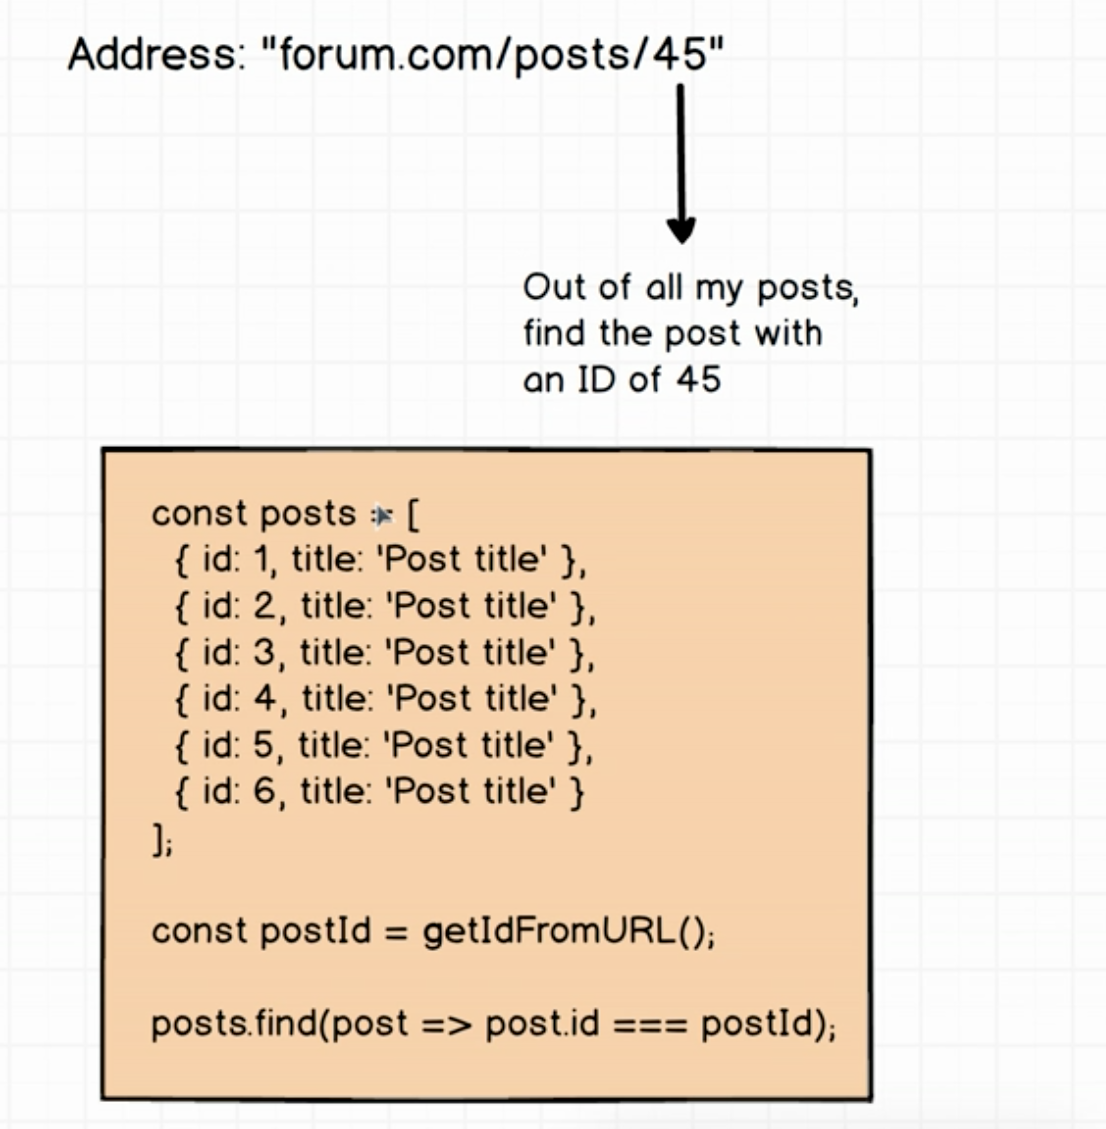 Address: "forum.com/posts/45"
Out of all my posts,
find the post with
an ID of 45
const posts = [
{ id: 1, title: 'Post title' },
{ id: 2, title: 'Post title' },
{ id: 3, title: 'Post title' },
{ id: 4, title: 'Post title' },
{ id: 5, title: 'Post title' },
{ id: 6, title: 'Post title' }
];
const postId = getIdFromURL();
posts.find(post => post.id === postId);